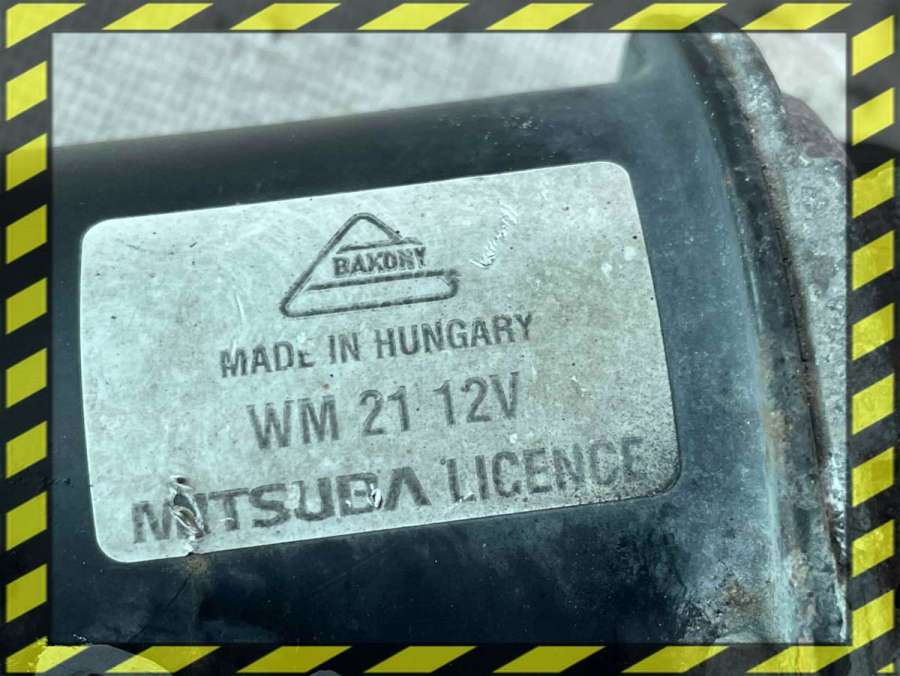 BAKONY
MADE IN HUNGARY
WM 21 12V
MITSUBA LICENCE